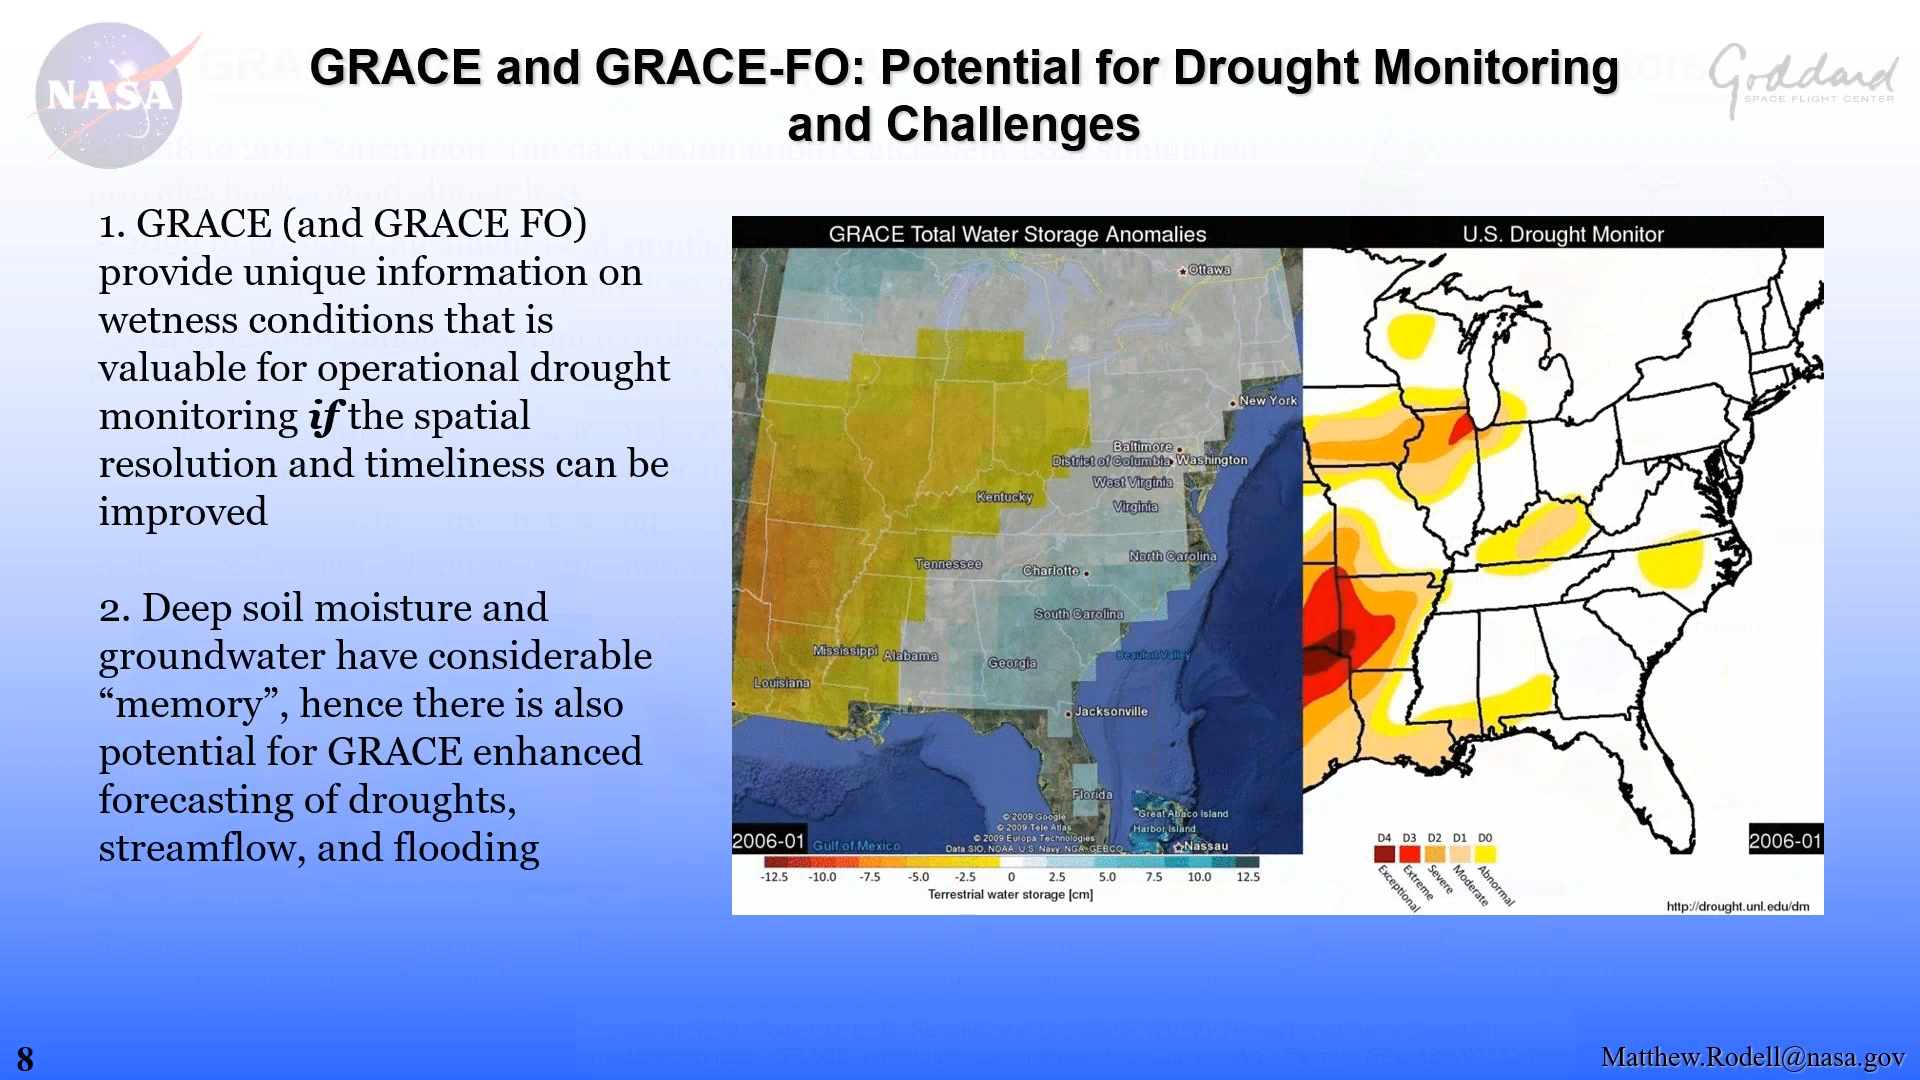 NASA
GRACE and GRACE-FO: Potential for Drought Monitoring
and Challenges
Goddard
SPACE FLIGHT CENTER
1. GRACE (and GRACE FO)
provide unique information on
wetness conditions that is
valuable for operational drought
monitoring if the spatial
resolution and timeliness can be
improved
2. Deep soil moisture and
groundwater have considerable
“memory”, hence there is also
potential for GRACE enhanced
forecasting of droughts,
streamflow, and flooding
GRACE Total Water Storage Anomalies
Ottawa
New York
Baltimore
District of Columbia Washington
West Virginia
Kentucky
Virginia
North Carolina
Tennessee
Charlotte
South Carolina
Mississippi Alabama
Georgia
Beaufort Valley
Louisiana
Jacksonville
Florida
Great Abaco Island
Harbor Island
Nassau
© 2009 Google
© 2009 Tele Atlas
© 2009 Europa Technologies
Data SIO, NOAA, U.S. Navy, NGA, GEBCO
2006-01
Gulf of Mexico
-12.5 -10.0 -7.5 -5.0 -2.5 0 2.5 5.0 7.5 10.0 12.5
Terrestrial water storage [cm]
U.S. Drought Monitor
D4 D3 D2 D1 D0
Exceptional
Extreme
Severe
Moderate
Abnormal
2006-01
http://drought.unl.edu/dm
8
Matthew.Rodell@nasa.gov